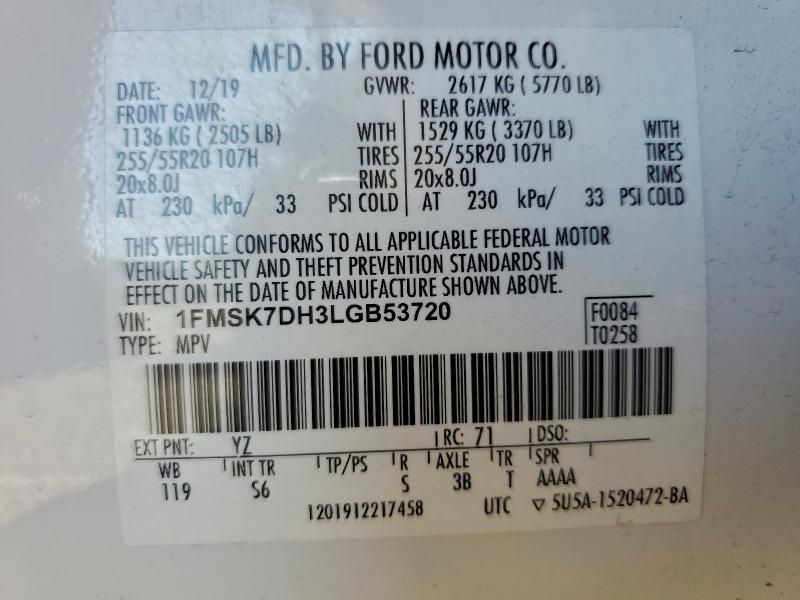 MFD. BY FORD MOTOR CO.
DATE: 12/19 GVWR: 2617 KG ( 5770 LB)
FRONT GAWR: REAR GAWR:
1136 KG ( 2505 LB) WITH 1529 KG ( 3370 LB) WITH
255/55R20 107H TIRES 255/55R20 107H TIRES
20x8.0J RIMS 20x8.0J RIMS
AT 230 kPa/ 33 PSI COLD AT 230 kPa/ 33 PSI COLD
THIS VEHICLE CONFORMS TO ALL APPLICABLE FEDERAL MOTOR
VEHICLE SAFETY AND THEFT PREVENTION STANDARDS IN
EFFECT ON THE DATE OF MANUFACTURE SHOWN ABOVE.
VIN: 1FMSK7DH3LGB53720 F0084
TYPE: MPV T0258
EXT PNT: YZ RC: 71 DSO:
WB INT TR TP/PS R AXLE TR SPR
119 S6 S 3B T AAAA
1201912217458 UTC ▽ 5U5A-1520472-BA